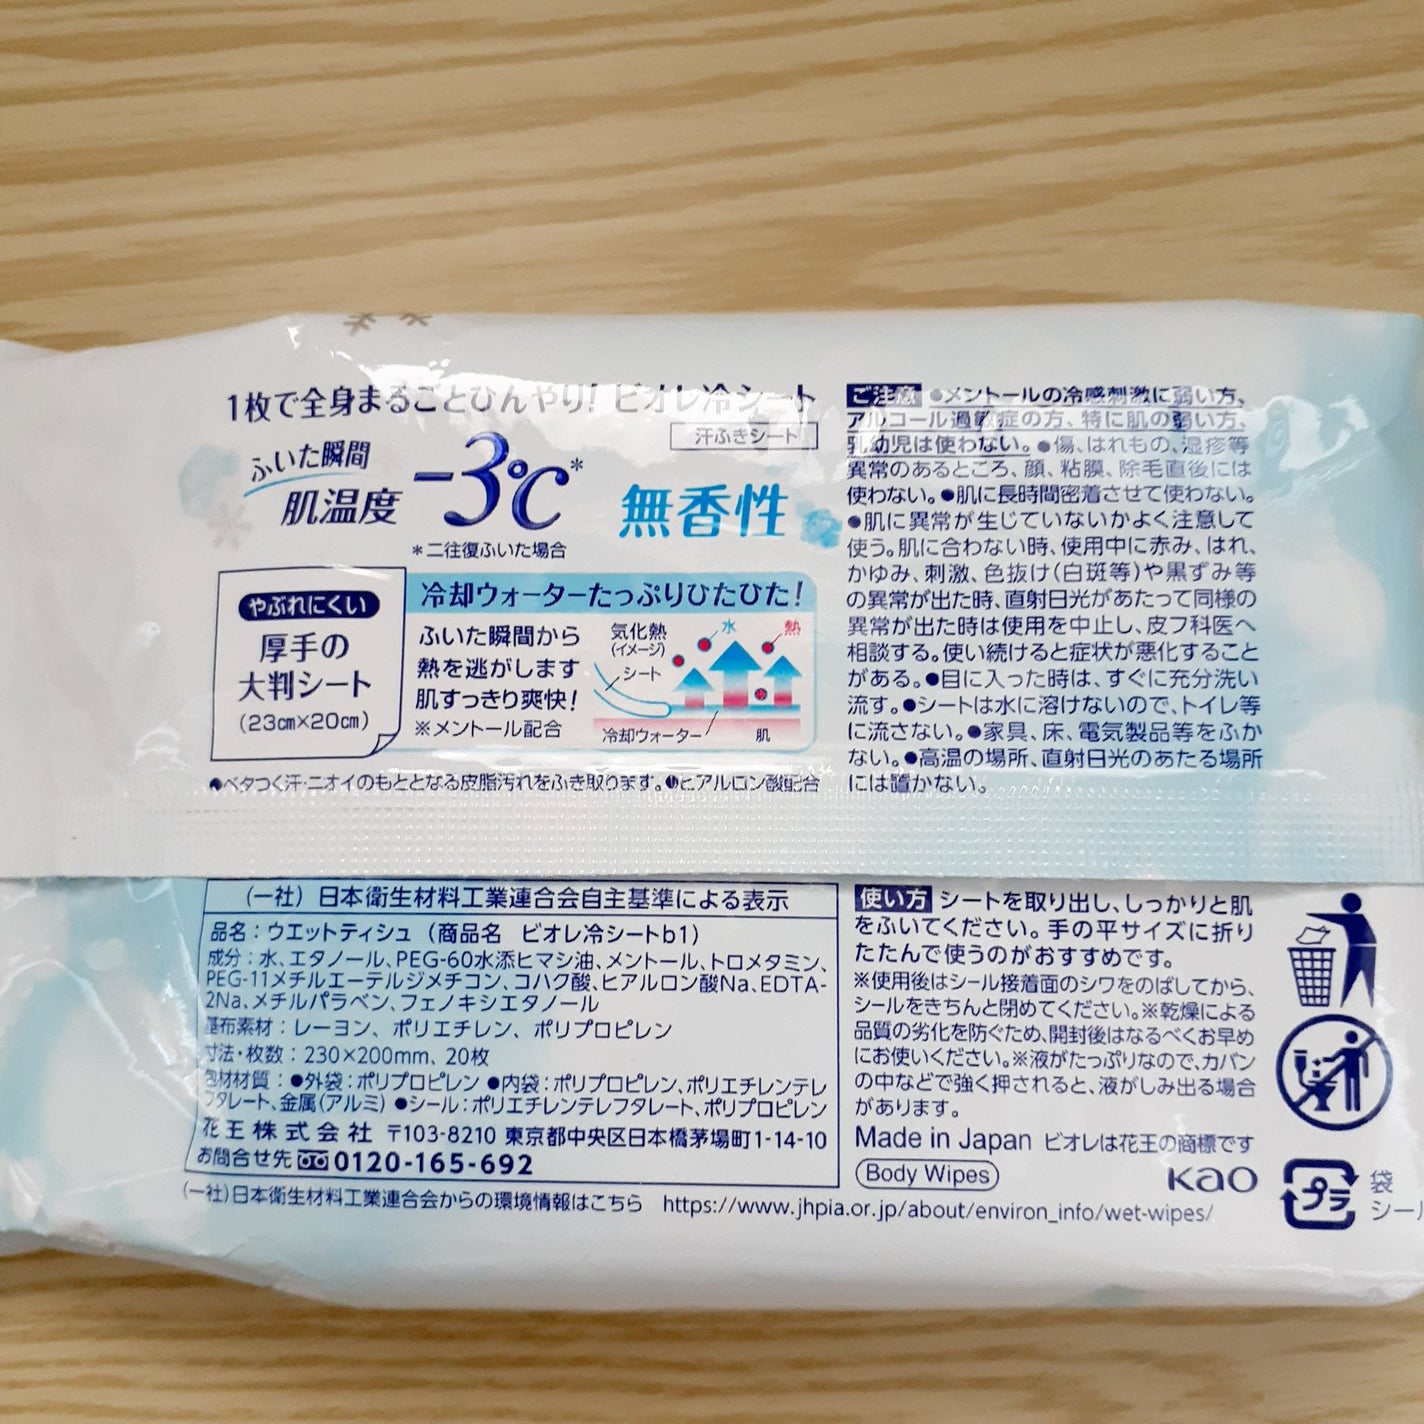 1枚で全身まるごとひんやり! ビオレ冷シート
汗ふきシート
ふいた瞬間
肌温度 -3℃*
*二往復ふいた場合
無香性
やぶれにくい
厚手の
大判シート
(23㎝×20㎝)
冷却ウォーターたっぷりひたひた!
ふいた瞬間から
熱を逃がします
肌すっきり爽快!
※メントール配合
気化熱
(イメージ)
水
熱
シート
冷却ウォーター
肌
●ベタつく汗・ニオイのもととなる皮脂汚れをふき取ります。●ヒアルロン酸配合
ご注意 ●メントールの冷感刺激に弱い方、
アルコール過敏症の方、特に肌の弱い方、
乳幼児は使わない。●傷、はれもの、湿疹等
異常のあるところ、顔、粘膜、除毛直後には
使わない。●肌に長時間密着させて使わない。
●肌に異常が生じていないかよく注意して
使う。肌に合わない時、使用中に赤み、はれ、
かゆみ、刺激、色抜け(白斑等)や黒ずみ等
の異常が出た時、直射日光があたって同様の
異常が出た時は使用を中止し、皮フ科医へ
相談する。使い続けると症状が悪化すること
がある。●目に入った時は、すぐに充分洗い
流す。●シートは水に溶けないので、トイレ等
に流さない。●家具、床、電気製品等をふか
ない。●高温の場所、直射日光のあたる場所
には置かない。
(一社)日本衛生材料工業連合会自主基準による表示
品名：ウエットティシュ(商品名 ビオレ冷シートb1)
成分：水、エタノール、PEG-60水添ヒマシ油、メントール、トロメタミン、
PEG-11メチルエーテルジメチコン、コハク酸、ヒアルロン酸Na、EDTA-
2Na、メチルパラベン、フェノキシエタノール
基布素材：レーヨン、ポリエチレン、ポリプロピレン
寸法・枚数：230×200mm、20枚
包材材質：●外袋：ポリプロピレン ●内袋：ポリプロピレン、ポリエチレンテレ
フタレート、金属(アルミ) ●シール：ポリエチレンテレフタレート、ポリプロピレン
花王株式会社 〒103-8210 東京都中央区日本橋茅場町1-14-10
お問合せ先 0120-165-692
(一社)日本衛生材料工業連合会からの環境情報はこちら https://www.jhpia.or.jp/about/environ_info/wet-wipes/
使い方 シートを取り出し、しっかりと肌
をふいてください。手の平サイズに折り
たたんで使うのがおすすめです。
※使用後はシール接着面のシワをのばしてから、
シールをきちんと閉めてください。※乾燥による
品質の劣化を防ぐため、開封後はなるべくお早め
にお使いください。※液がたっぷりなので、カバン
の中などで強く押されると、液がしみ出る場合
があります。
Made in Japan ビオレは花王の商標です
Body Wipes
Kao
プラ
袋
シール